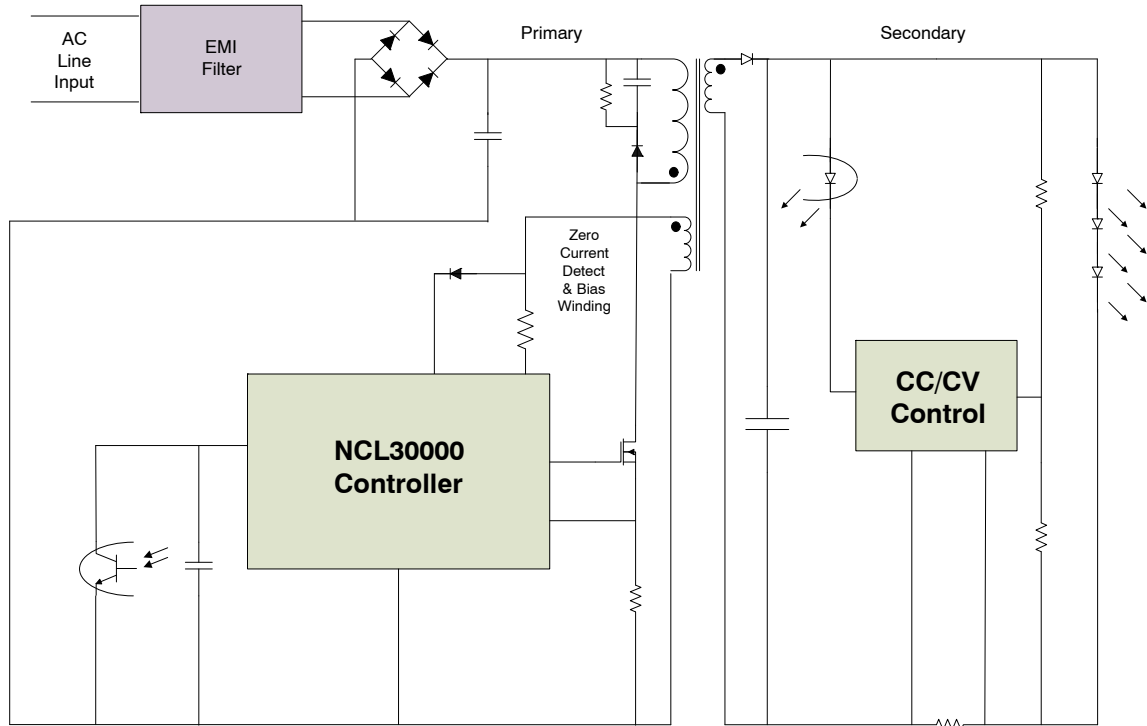 AC
Line
Input
EMI
Filter
Primary
Secondary
Zero
Current
Detect
& Bias
Winding
NCL30000
Controller
CC/CV
Control